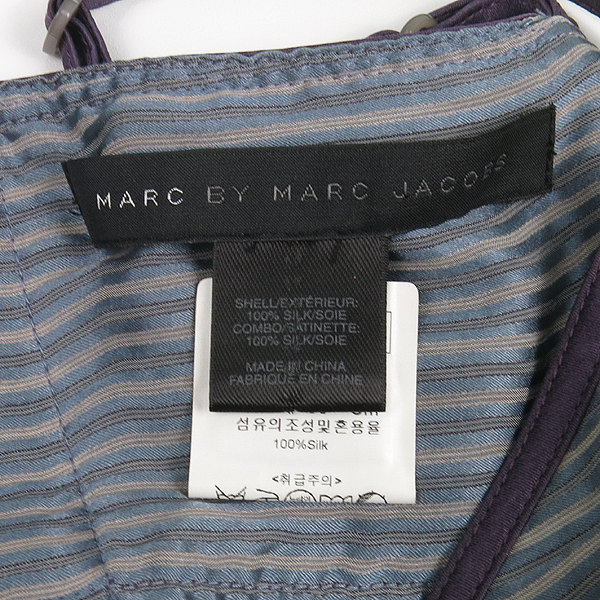 MARC BY MARC JACOBS
SHELL/EXTÉRIEUR:
100% SILK/SOIE
COMBO/SATINETTE:
100% SILK/SOIE
MADE IN CHINA
FABRIQUE EN CHINE
섬유의조성및혼용율
100%Silk
<취급주의>